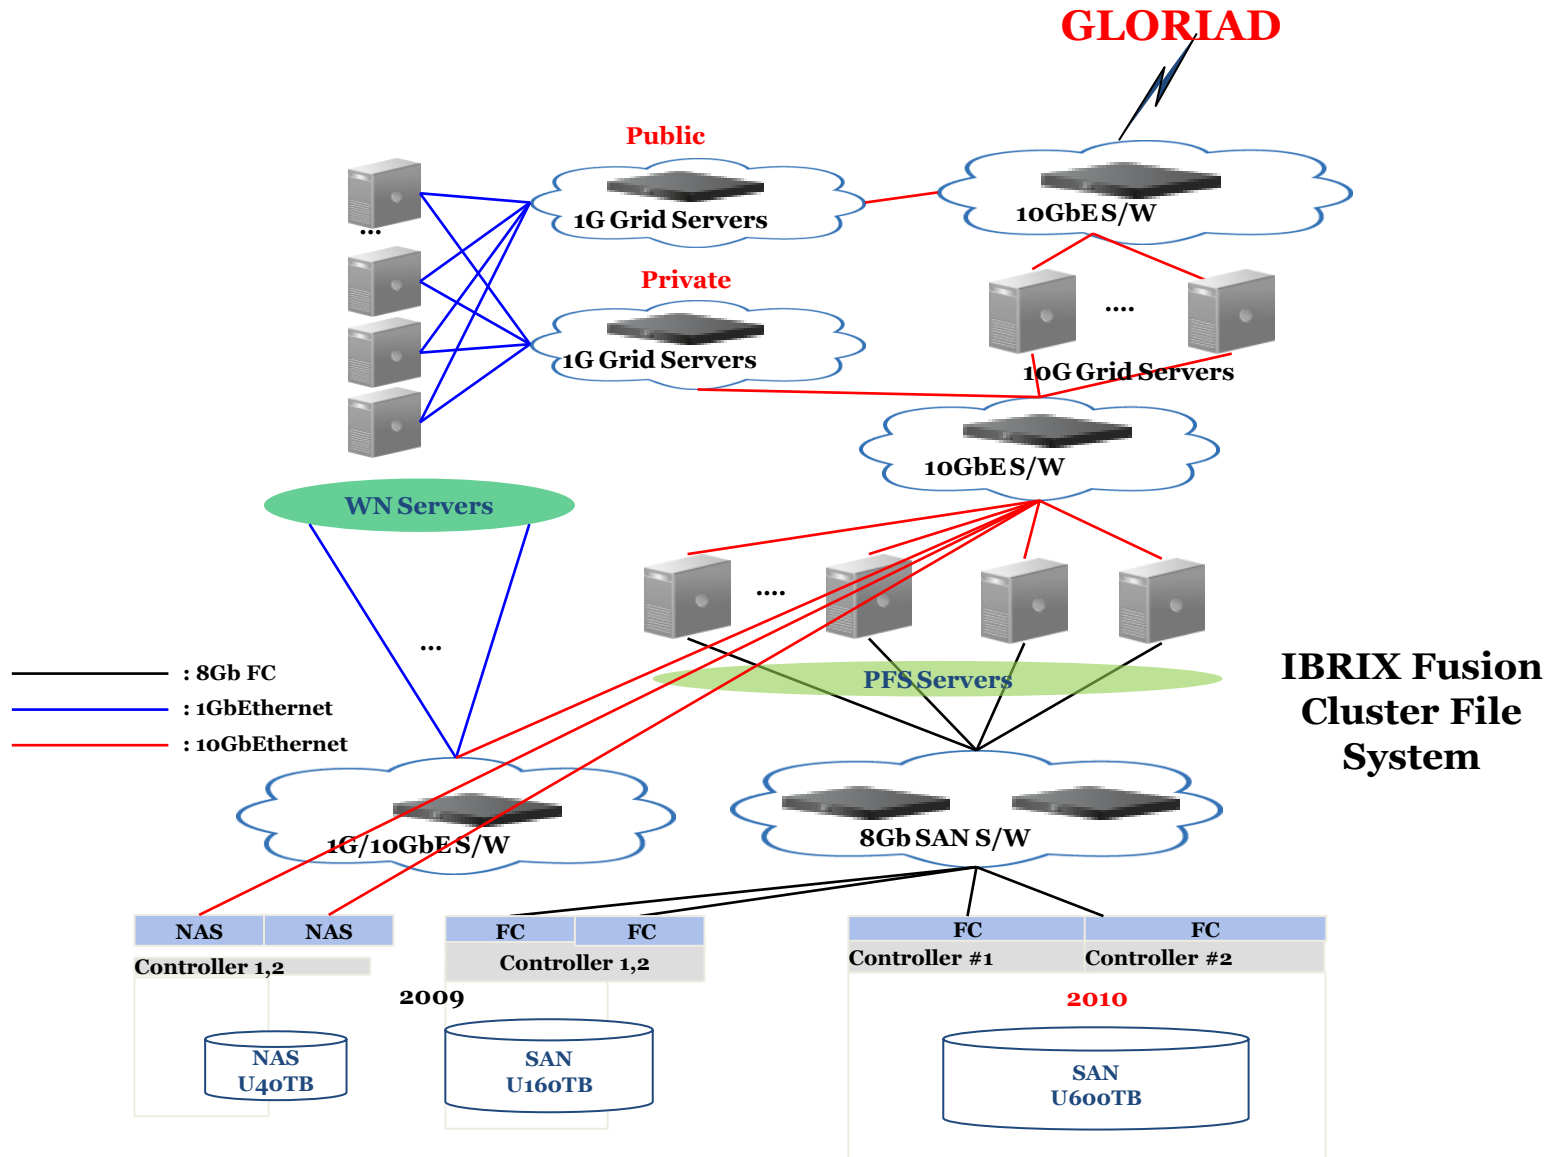 GLORIAD
Public
1G Grid Servers
10GbE S/W
...
Private
1G Grid Servers
....
10G Grid Servers
10GbE S/W
WN Servers
....
...
PFS Servers
: 8Gb FC
: 1GbEthernet
: 10GbEthernet
IBRIX Fusion
Cluster File
System
1G/10GbE S/W
8Gb SAN S/W
NAS
NAS
Controller 1,2
FC
FC
Controller 1,2
FC
FC
Controller #1
Controller #2
2009
2010
NAS
U40TB
SAN
U160TB
SAN
U600TB